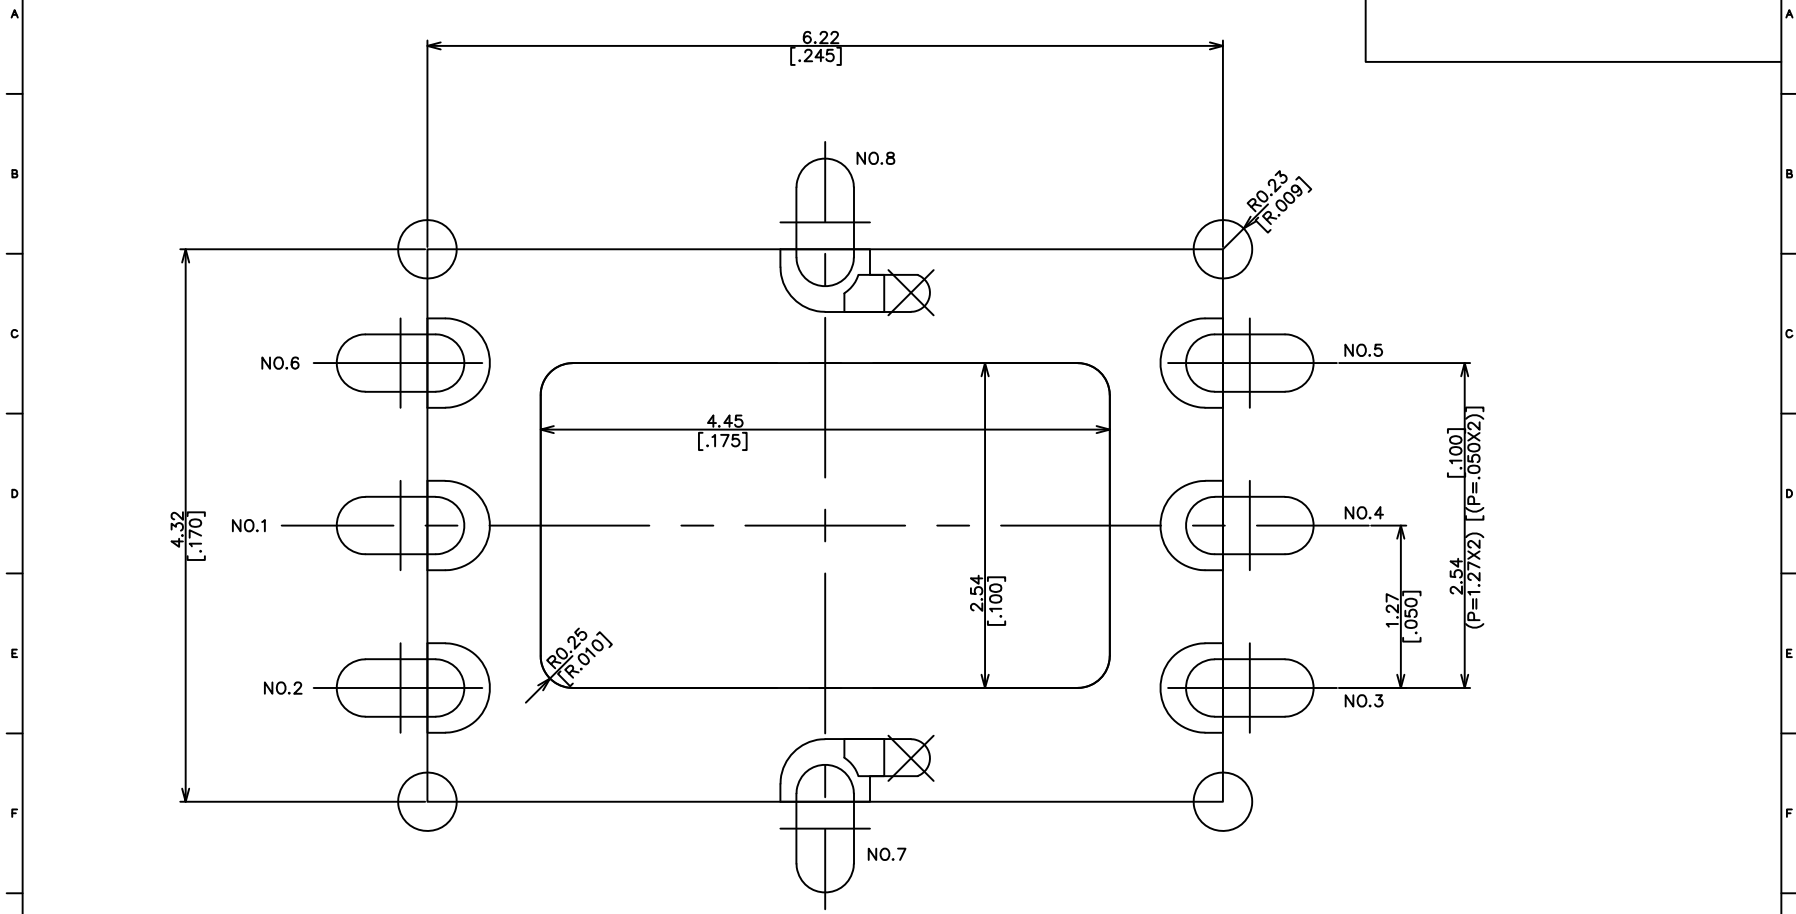 A
A
6.22
[.245]
NO.8
B
B
R0.23
[R.009]
C
C
NO.6
NO.5
4.45
[.175]
[.100]
2.54
(P=1.27X2) [(P=.050X2)]
D
D
4.32
[.170]
NO.1
NO.4
2.54
[.100]
1.27
[.050]
E
E
R0.25
[R.010]
NO.2
NO.3
F
F
NO.7